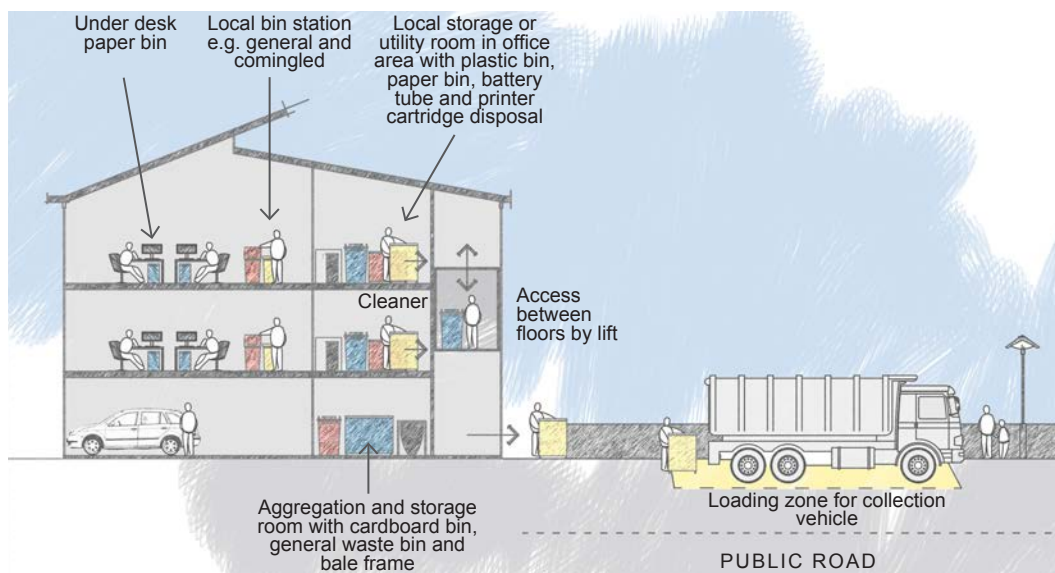 Under desk
paper bin
Local bin station
e.g. general and
comingled
Local storage or
utility room in office
area with plastic bin,
paper bin, battery
tube and printer
cartridge disposal
Cleaner
Access
between
floors by lift
Aggregation and storage
room with cardboard bin,
general waste bin and
bale frame
Loading zone for collection
vehicle
PUBLIC ROAD